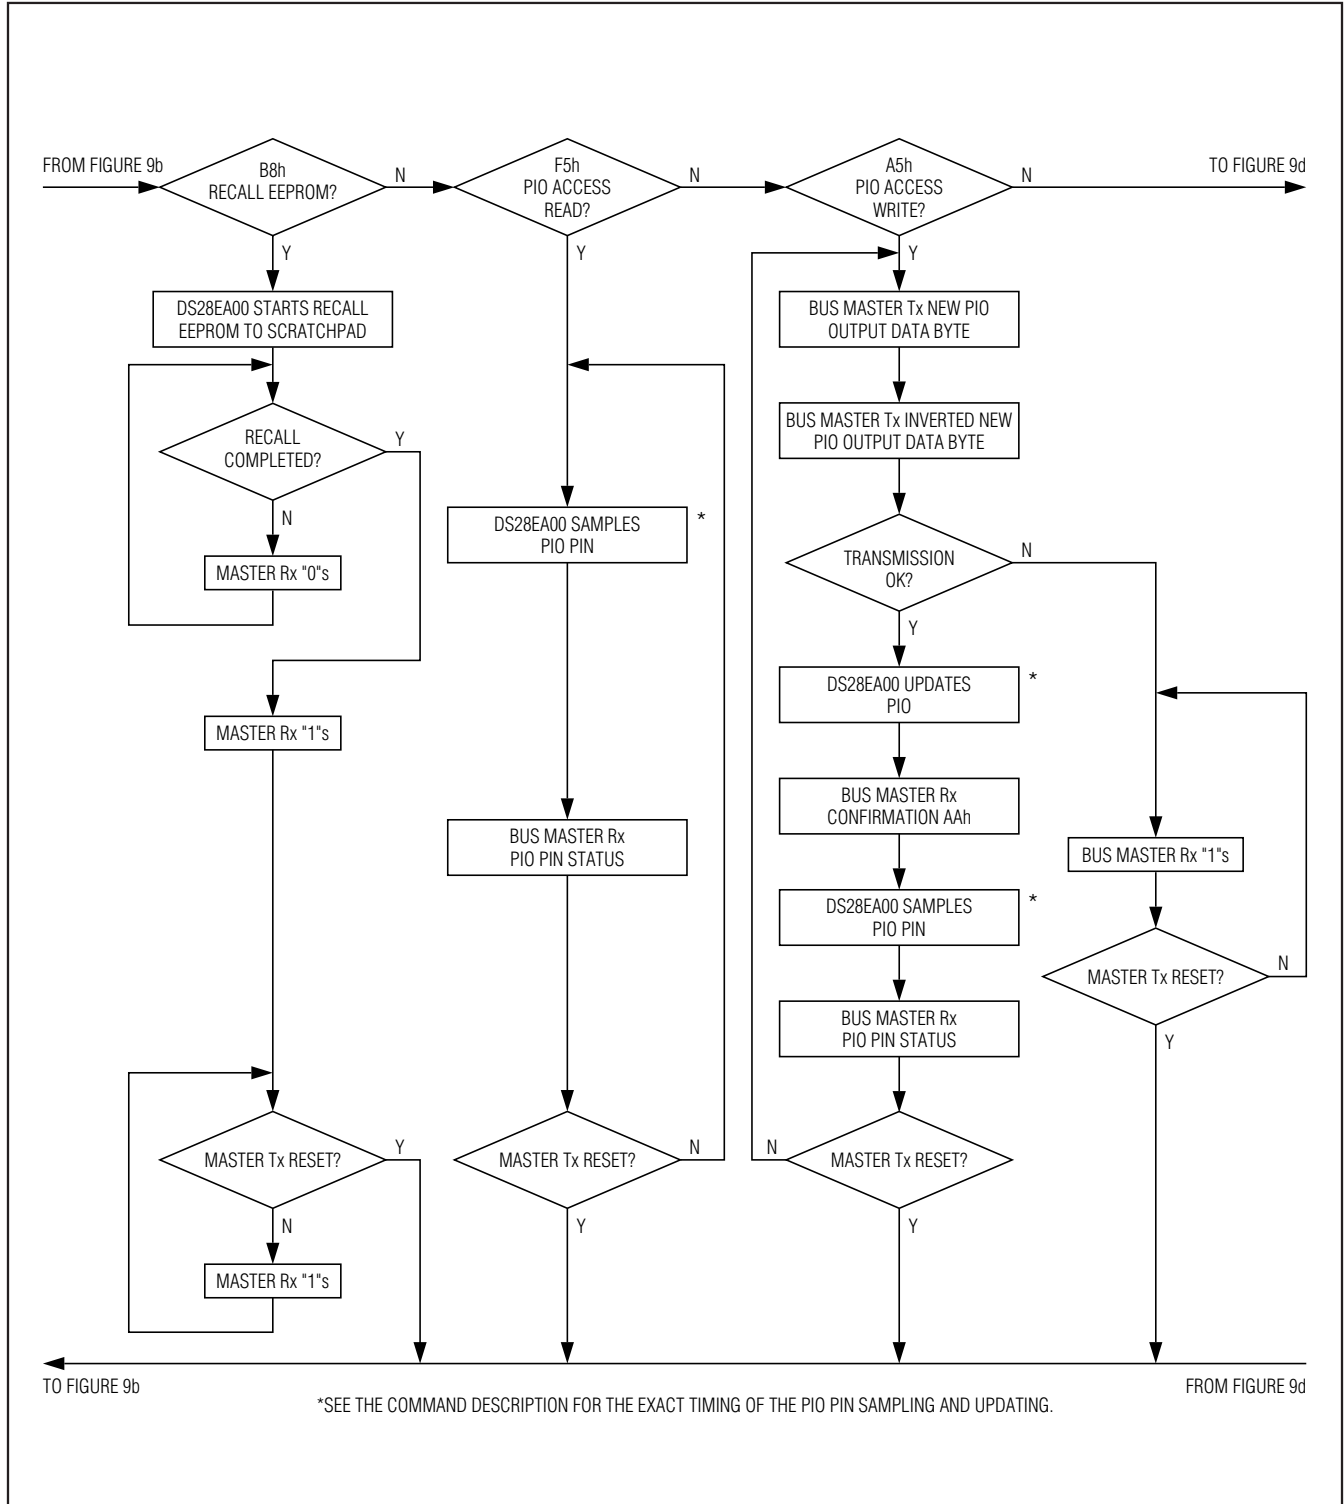 FROM FIGURE 9b
B8h
RECALL EEPROM?
N
Y
F5h
PIO ACCESS
READ?
N
Y
A5h
PIO ACCESS
WRITE?
N
Y
TO FIGURE 9d
DS28EA00 STARTS RECALL
EEPROM TO SCRATCHPAD
RECALL
COMPLETED?
Y
N
MASTER Rx "0"s
MASTER Rx "1"s
MASTER Tx RESET?
Y
N
MASTER Rx "1"s
DS28EA00 SAMPLES
PIO PIN
*
BUS MASTER Rx
PIO PIN STATUS
MASTER Tx RESET?
N
Y
BUS MASTER Tx NEW PIO
OUTPUT DATA BYTE
BUS MASTER Tx INVERTED NEW
PIO OUTPUT DATA BYTE
TRANSMISSION
OK?
N
Y
DS28EA00 UPDATES
PIO
*
BUS MASTER Rx
CONFIRMATION AAh
DS28EA00 SAMPLES
PIO PIN
*
BUS MASTER Rx
PIO PIN STATUS
N
MASTER Tx RESET?
Y
BUS MASTER Rx "1"s
MASTER Tx RESET?
N
Y
TO FIGURE 9b
FROM FIGURE 9d
*SEE THE COMMAND DESCRIPTION FOR THE EXACT TIMING OF THE PIO PIN SAMPLING AND UPDATING.